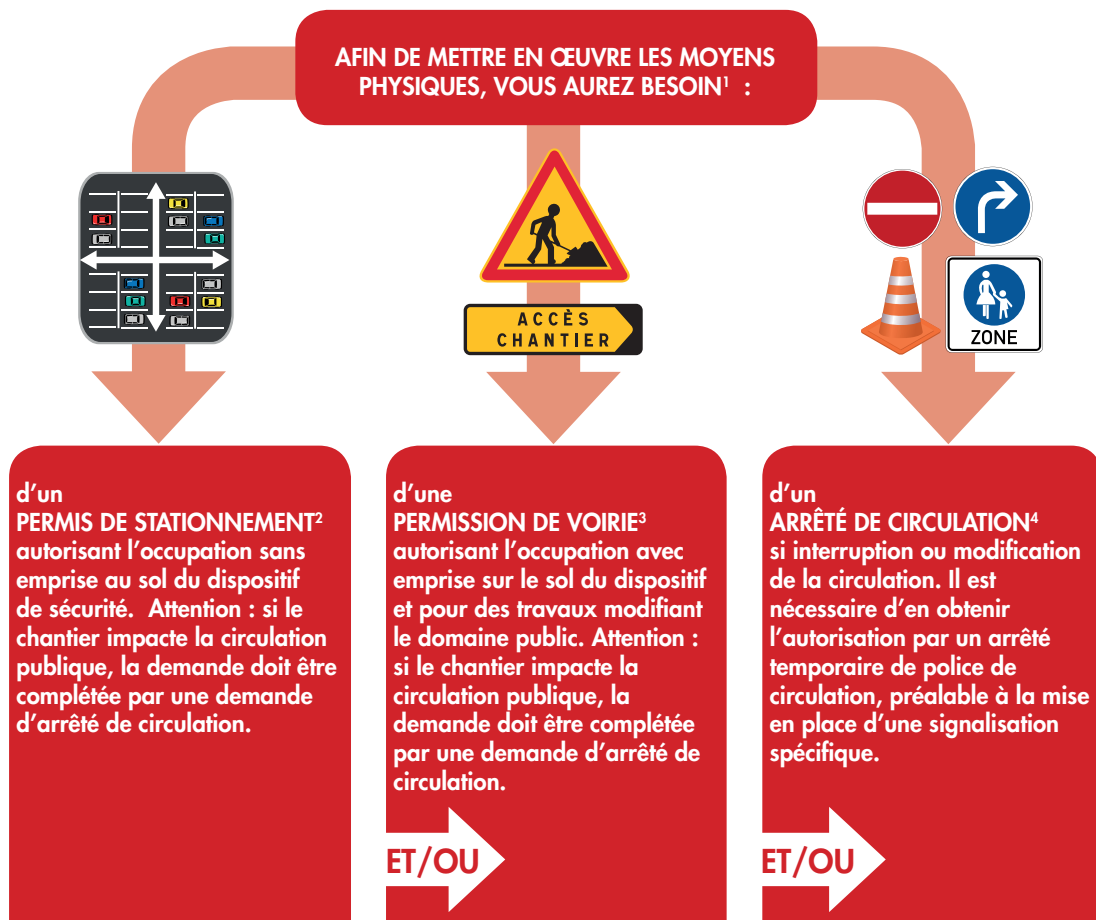 AFIN DE METTRE EN ŒUVRE LES MOYENS
PHYSIQUES, VOUS AUREZ BESOIN¹ :
ACCÈS
CHANTIER
ZONE
d’un
PERMIS DE STATIONNEMENT²
autorisant l’occupation sans
emprise au sol du dispositif
de sécurité. Attention : si le
chantier impacte la circulation
publique, la demande doit être
complétée par une demande
d’arrêté de circulation.
d’une
PERMISSION DE VOIRIE³
autorisant l’occupation avec
emprise sur le sol du dispositif
et pour des travaux modifiant
le domaine public. Attention :
si le chantier impacte la
circulation publique, la
demande doit être complétée
par une demande d’arrêté de
circulation.
ET/OU
d’un
ARRÊTÉ DE CIRCULATION⁴
si interruption ou modification
de la circulation. Il est
nécessaire d’en obtenir
l’autorisation par un arrêté
temporaire de police de
circulation, préalable à la mise
en place d’une signalisation
spécifique.
ET/OU